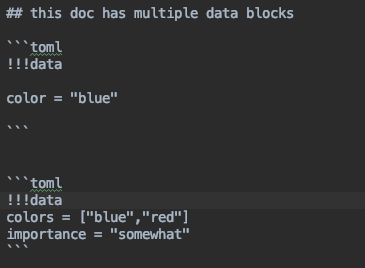 ## this doc has multiple data blocks
```toml
!!!data
color = "blue"
```
```toml
!!!data
colors = ["blue","red"]
importance = "somewhat"
```